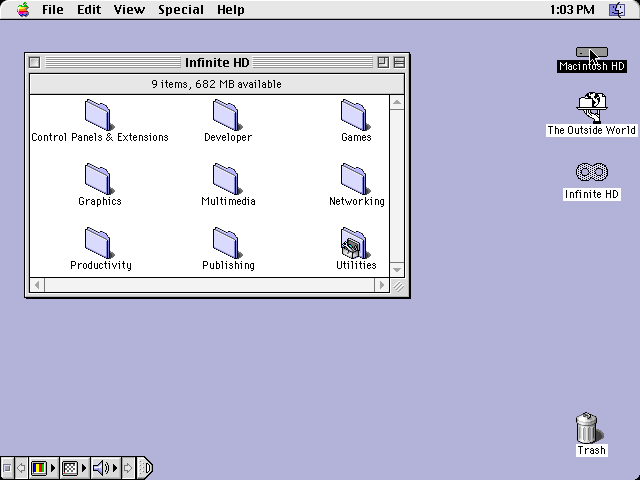 File Edit View Special Help 1:03 PM
Infinite HD
9 items, 682 MB available
Control Panels & Extensions Developer Games
Graphics Multimedia Networking
Productivity Publishing Utilities
Macintosh HD
The Outside World
Infinite HD
Trash